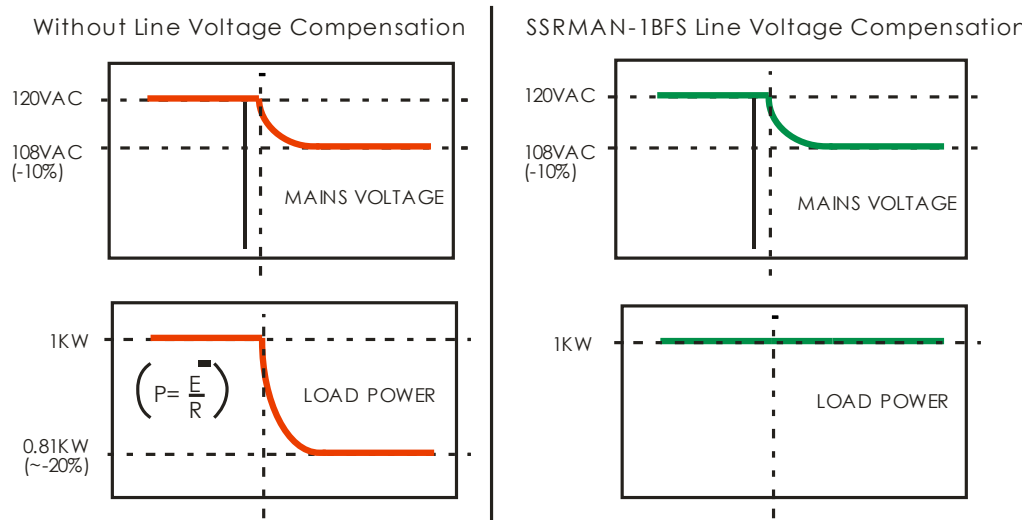 Without Line Voltage Compensation
120VAC
108VAC
(-10%)
MAINS VOLTAGE
1KW
(P= E
R)
LOAD POWER
0.81KW
(~-20%)
SSRMAN-1BFS Line Voltage Compensation
120VAC
108VAC
(-10%)
MAINS VOLTAGE
1KW
LOAD POWER